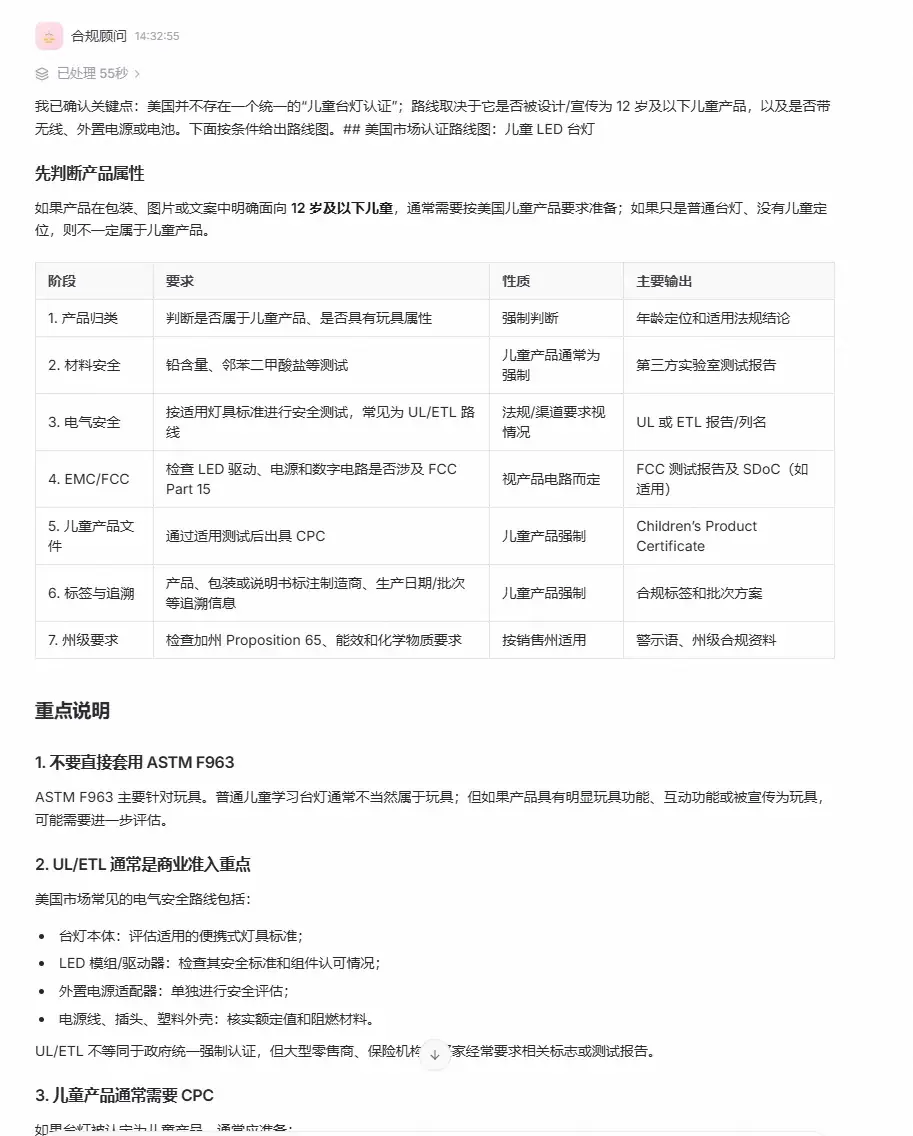 合规顾问 14:32:55
已处理 55秒
我已确认关键点：美国并不存在一个统一的“儿童台灯认证”；路线取决于它是否被设计/宣传为 12 岁及以下儿童产品，以及是否带
无线、外置电源或电池。下面按条件给出路线图。## 美国市场认证路线图：儿童 LED 台灯
先判断产品属性
如果产品在包装、图片或文案中明确面向 12 岁及以下儿童，通常需要按美国儿童产品要求准备；如果只是普通台灯、没有儿童定
位，则不一定属于儿童产品。
阶段 要求 性质 主要输出
1. 产品归类 判断是否属于儿童产品、是否具有玩具属性 强制判断 年龄定位和适用法规结论
2. 材料安全 铅含量、邻苯二甲酸盐等测试 儿童产品通常为
强制 第三方实验室测试报告
3. 电气安全 按适用灯具标准进行安全测试，常见为 UL/ETL 路
线 法规/渠道要求视
情况 UL 或 ETL 报告/列名
4. EMC/FCC 检查 LED 驱动、电源和数字电路是否涉及 FCC
Part 15 视产品电路而定 FCC 测试报告及 SDoC（如
适用）
5. 儿童产品文
件 通过适用测试后出具 CPC 儿童产品强制 Children’s Product
Certificate
6. 标签与追溯 产品、包装或说明书标注制造商、生产日期/批次
等追溯信息 儿童产品强制 合规标签和批次方案
7. 州级要求 检查加州 Proposition 65、能效和化学物质要求 按销售州适用 警示语、州级合规资料
重点说明
1. 不要直接套用 ASTM F963
ASTM F963 主要针对玩具。普通儿童学习台灯通常不当然属于玩具；但如果产品具有明显玩具功能、互动功能或被宣传为玩具，
可能需要进一步评估。
2. UL/ETL 通常是商业准入重点
美国市场常见的电气安全路线包括：
• 台灯本体：评估适用的便携式灯具标准；
• LED 模组/驱动器：检查其安全标准和组件认可情况；
• 外置电源适配器：单独进行安全评估；
• 电源线、插头、塑料外壳：核实额定值和阻燃材料。
UL/ETL 不等同于政府统一强制认证，但大型零售商、保险机构 家经常要求相关标志或测试报告。
3. 儿童产品通常需要 CPC
如果台灯被认定为儿童产品，通常应准备：